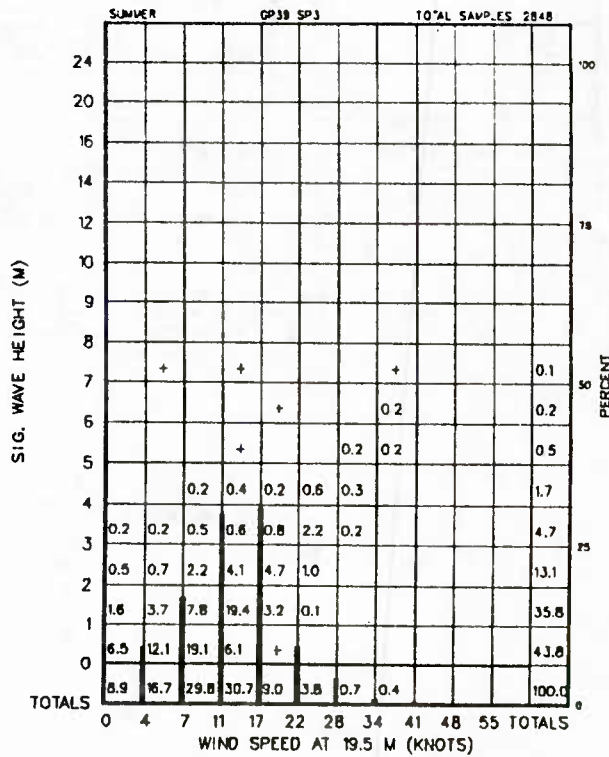 SUMMER GP39 SP3 TOTAL SAMPLES 2848
24 100
20
16
14
12 75
10
9
8
7 + + + 0.1 50
6 + 0.2 0.2
5 + 0.2 0.2 0.5
4 0.2 0.4 0.2 0.6 0.3 1.7
3 0.2 0.2 0.5 0.6 0.8 2.2 0.2 4.7 25
2 0.5 0.7 2.2 4.1 4.7 1.0 13.1
1 1.6 3.7 7.8 19.4 3.2 0.1 35.8
0 6.5 12.1 19.1 6.1 + 43.8
TOTALS 8.9 16.7 29.8 30.7 9.0 3.8 0.7 0.4 100.0 0
0 4 7 11 17 22 28 34 41 48 55 TOTALS
WIND SPEED AT 19.5 M (KNOTS)
SIG. WAVE HEIGHT (M)
PERCENT